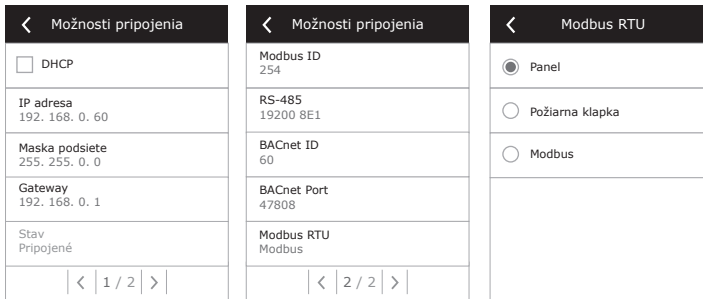 Možnosti pripojenia
DHCP
IP adresa
192. 168. 0. 60
Maska podsiete
255. 255. 0. 0
Gateway
192. 168. 0. 1
Stav
Pripojené
1 / 2
Možnosti pripojenia
Modbus ID
254
RS-485
19200 8E1
BACnet ID
60
BACnet Port
47808
Modbus RTU
Modbus
2 / 2
Modbus RTU
Panel
Požiarna klapka
Modbus